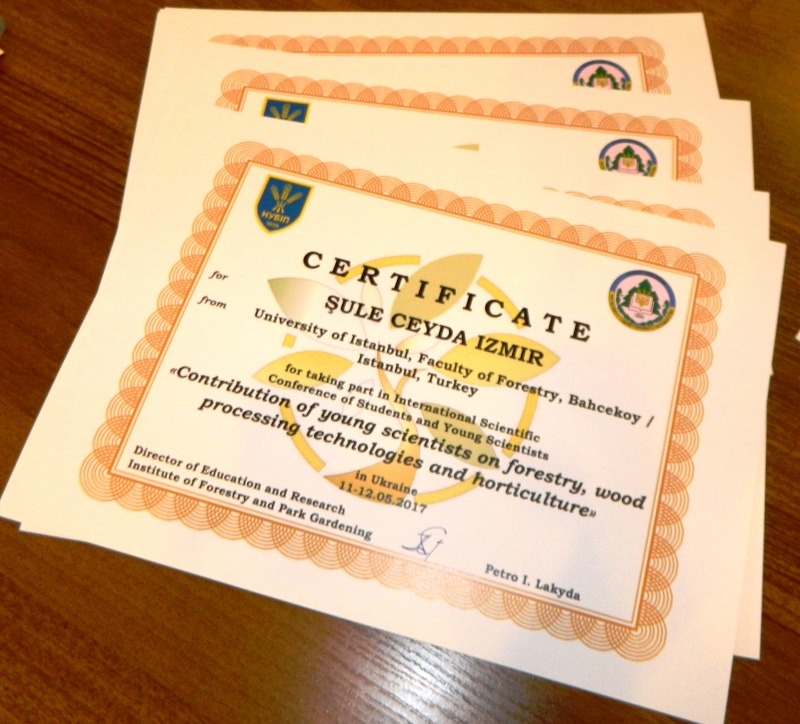 НУБІП
1898
CERTIFICATE
for
ŞULE CEYDA IZMIR
from
University of Istanbul, Faculty of Forestry, Bahcekoy /
Istanbul, Turkey
for taking part in International Scientific
Conference of Students and Young Scientists
«Contribution of young scientists on forestry, wood
processing technologies and horticulture»
in Ukraine
11-12.05.2017
Director of Education and Research
Institute of Forestry and Park Gardening
Petro I. Lakyda